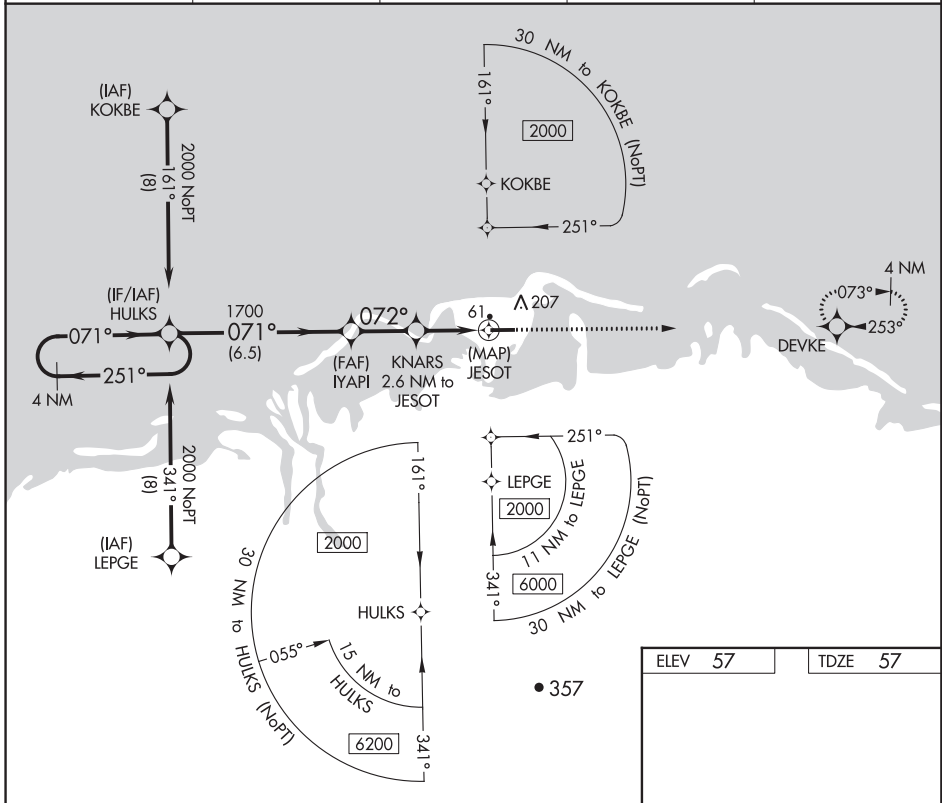 30 NM to KOKBE (NoPT)
161°
2000
KOKBE
251°
(IAF)
KOKBE
2000 NoPT
161°
(8)
(IF/IAF)
HULKS
071°
251°
4 NM
1700
071°
(6.5)
072°
(FAF)
IYAPI
KNARS
2.6 NM to
JESOT
61
207
(MAP)
JESOT
4 NM
073°
253°
DEVKE
2000 NoPT
341°
(8)
(IAF)
LEPGE
251°
LEPGE
2000
11 NM to LEPGE
6000
341°
30 NM to LEPGE (NoPT)
161°
2000
HULKS
30 NM to HULKS (NoPT)
055°
15 NM to
HULKS
6200
341°
357
ELEV 57
TDZE 57